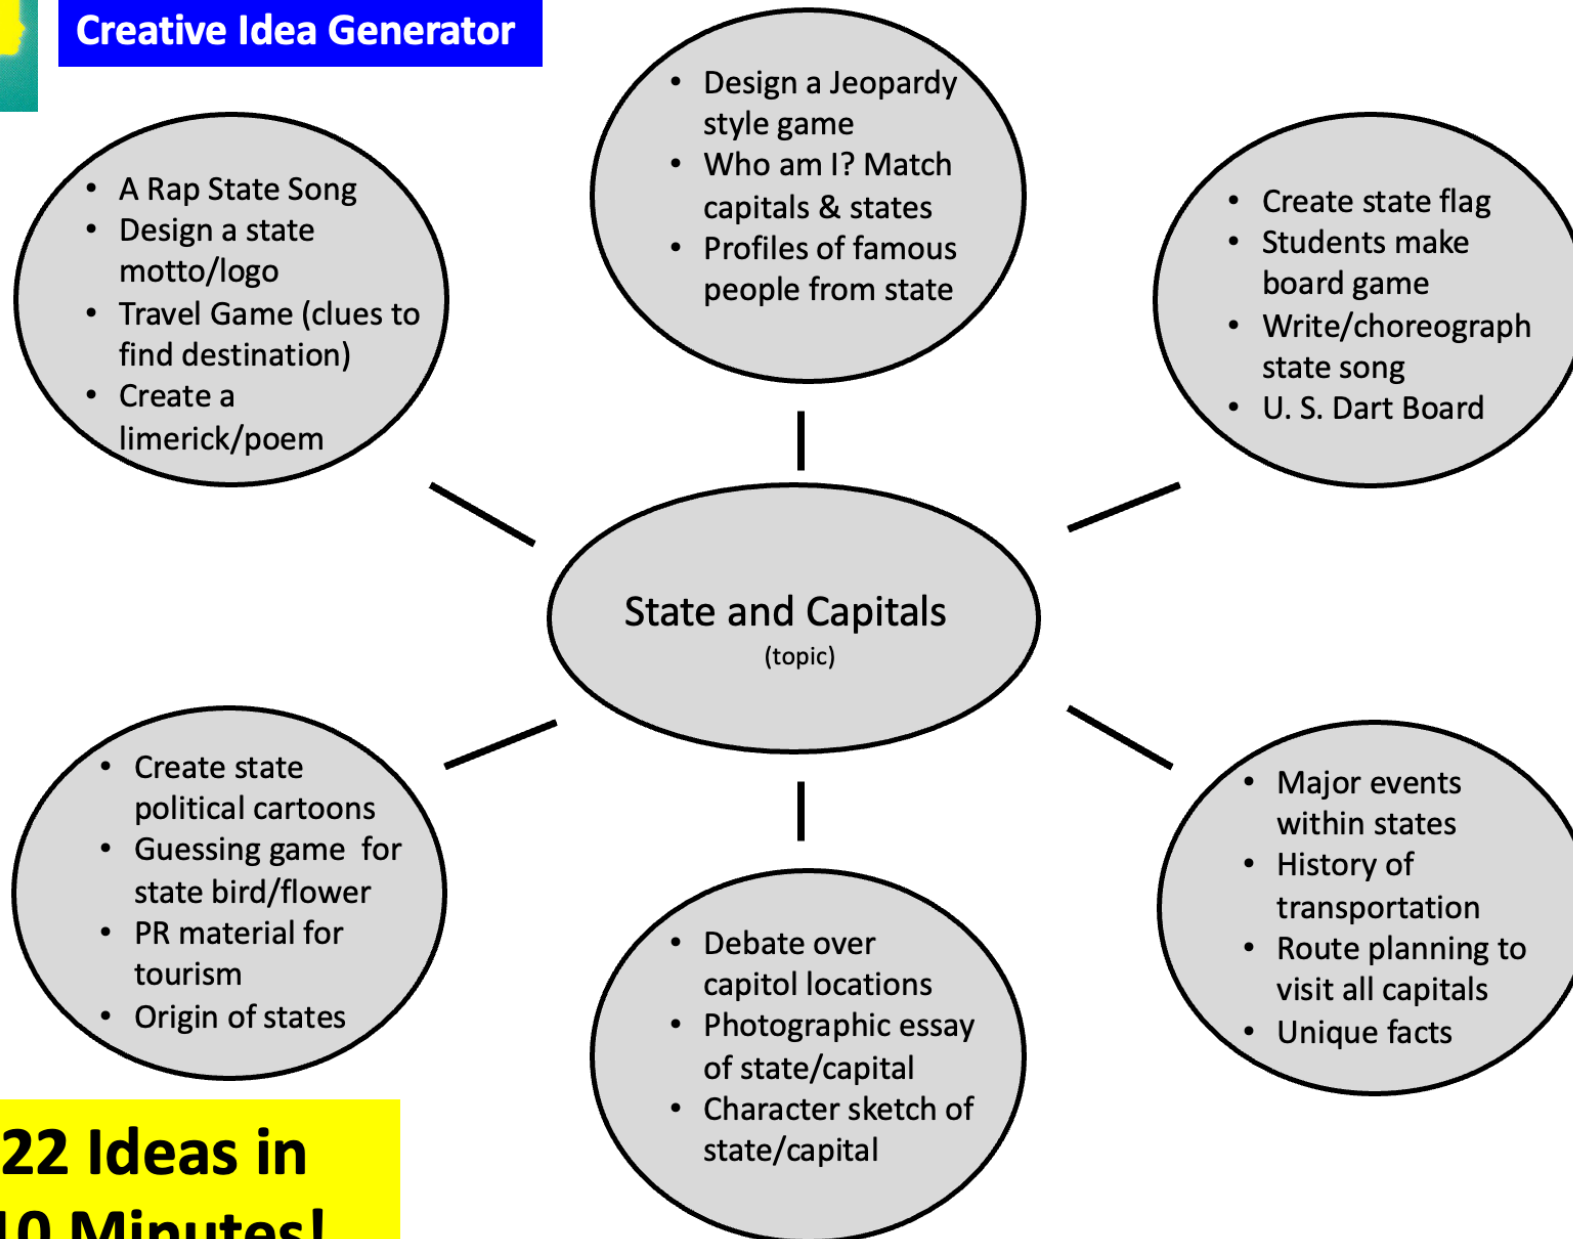 Creative Idea Generator
• A Rap State Song
• Design a state
motto/logo
• Travel Game (clues to
find destination)
• Create a
limerick/poem
• Design a Jeopardy
style game
• Who am I? Match
capitals & states
• Profiles of famous
people from state
• Create state flag
• Students make
board game
• Write/choreograph
state song
• U. S. Dart Board
State and Capitals
(topic)
• Create state
political cartoons
• Guessing game  for
state bird/flower
• PR material for
tourism
• Origin of states
• Debate over
capitol locations
• Photographic essay
of state/capital
• Character sketch of
state/capital
• Major events
within states
• History of
transportation
• Route planning to
visit all capitals
• Unique facts
22 Ideas in
10 Minutes!